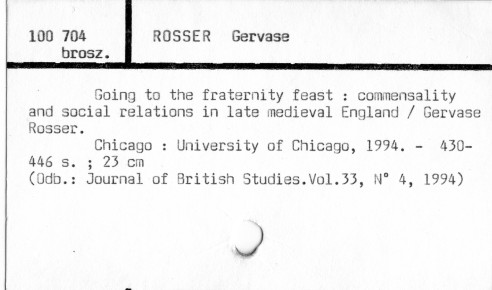 100 704 ROSSER Gervase
brosz.
Going to the fraternity feast : commensality
and social relations in late medieval England / Gervase
Rosser.
Chicago : University of Chicago, 1994. - 430-
446 s. ; 23 cm
(Odb.: Journal of British Studies.Vol.33, N° 4, 1994)